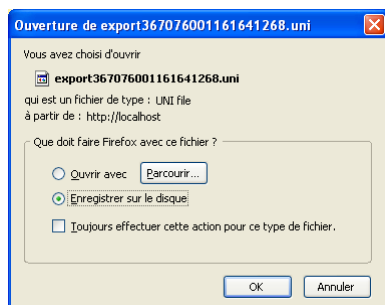 Ouverture de export367076001161641268.uni
Vous avez choisi d'ouvrir
export367076001161641268.uni
qui est un fichier de type : UNI file
à partir de : http://localhost
Que doit faire Firefox avec ce fichier ?
Ouvrir avec Parcourir...
Enregistrer sur le disque
Toujours effectuer cette action pour ce type de fichier.
OK Annuler